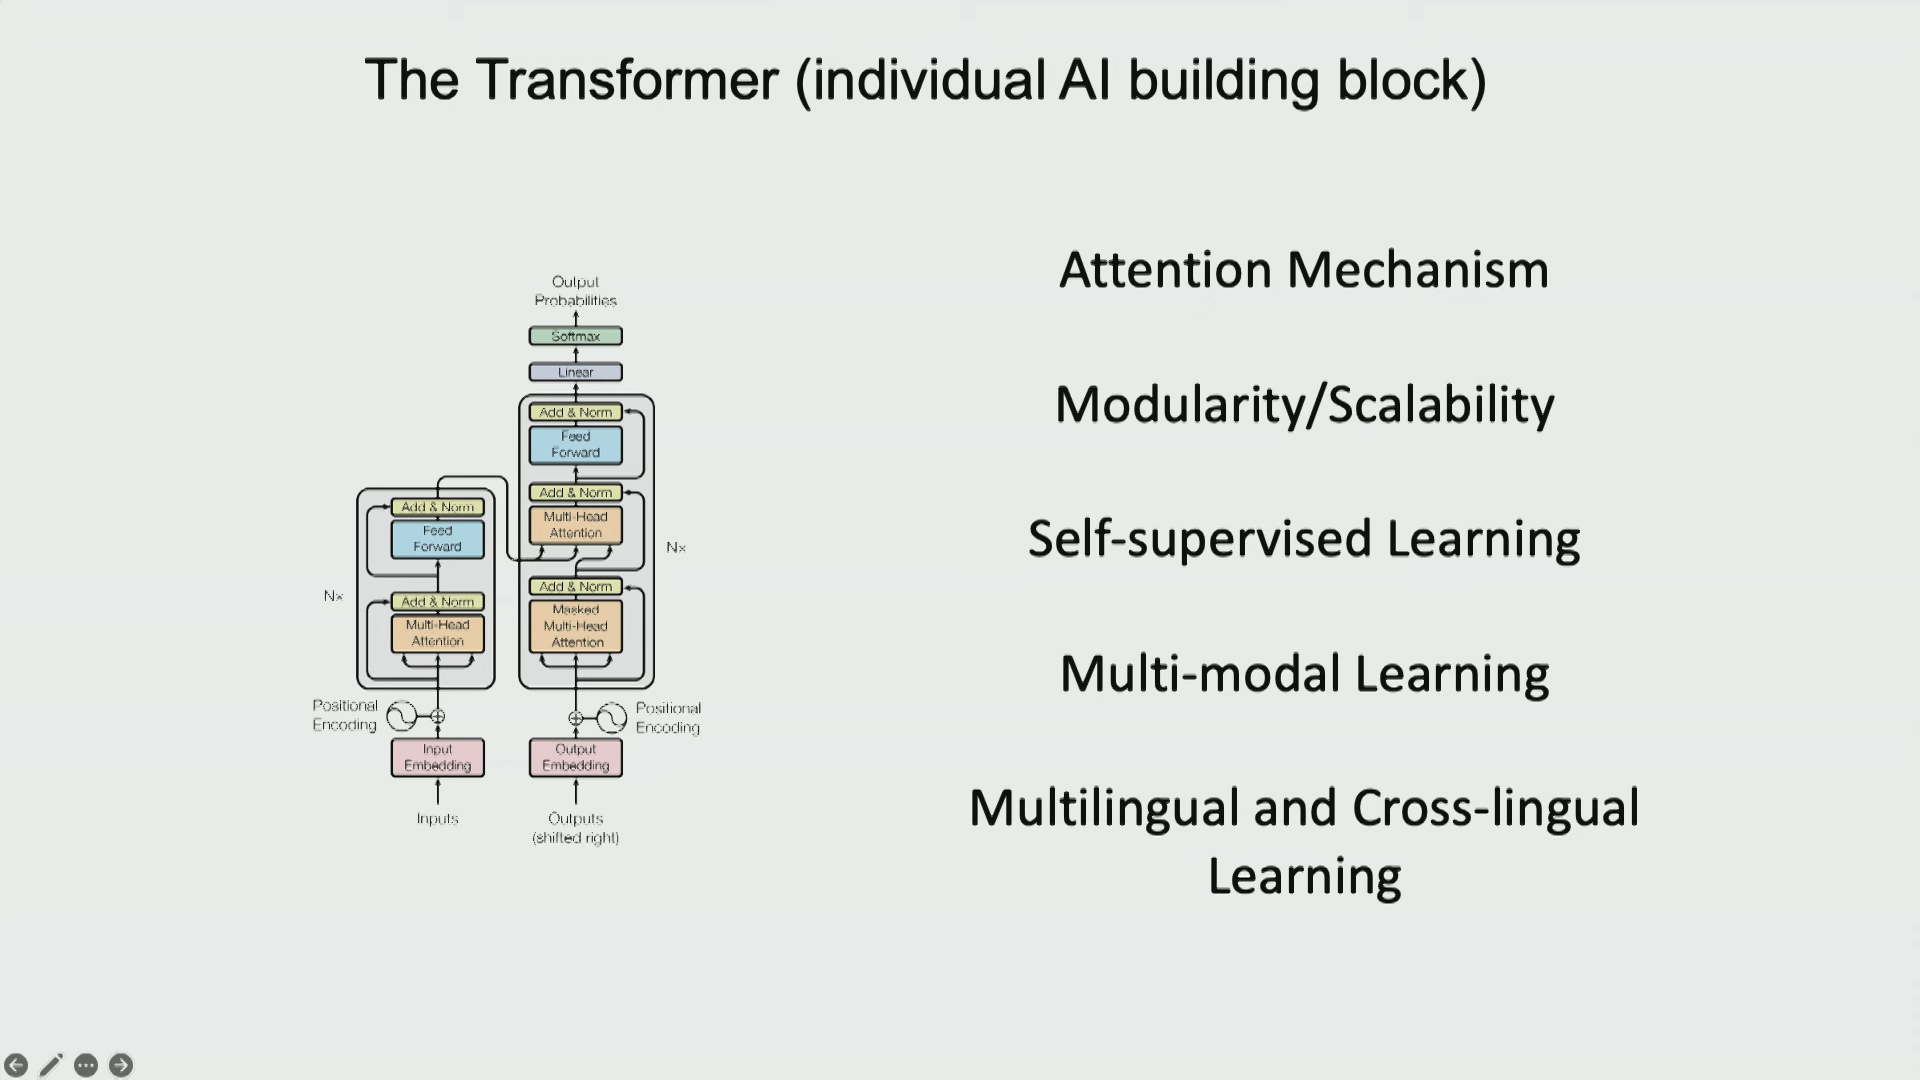 The Transformer (individual AI building block)
Output
Probabilities
Softmax
Linear
Add & Norm
Feed
Forward
Add & Norm
Multi-Head
Attention
Add & Norm
Masked
Multi-Head
Attention
Nx
Add & Norm
Feed
Forward
Add & Norm
Multi-Head
Attention
Nx
Positional
Encoding
Positional
Encoding
Input
Embedding
Output
Embedding
Inputs
Outputs
(shifted right)
Attention Mechanism
Modularity/Scalability
Self-supervised Learning
Multi-modal Learning
Multilingual and Cross-lingual
Learning